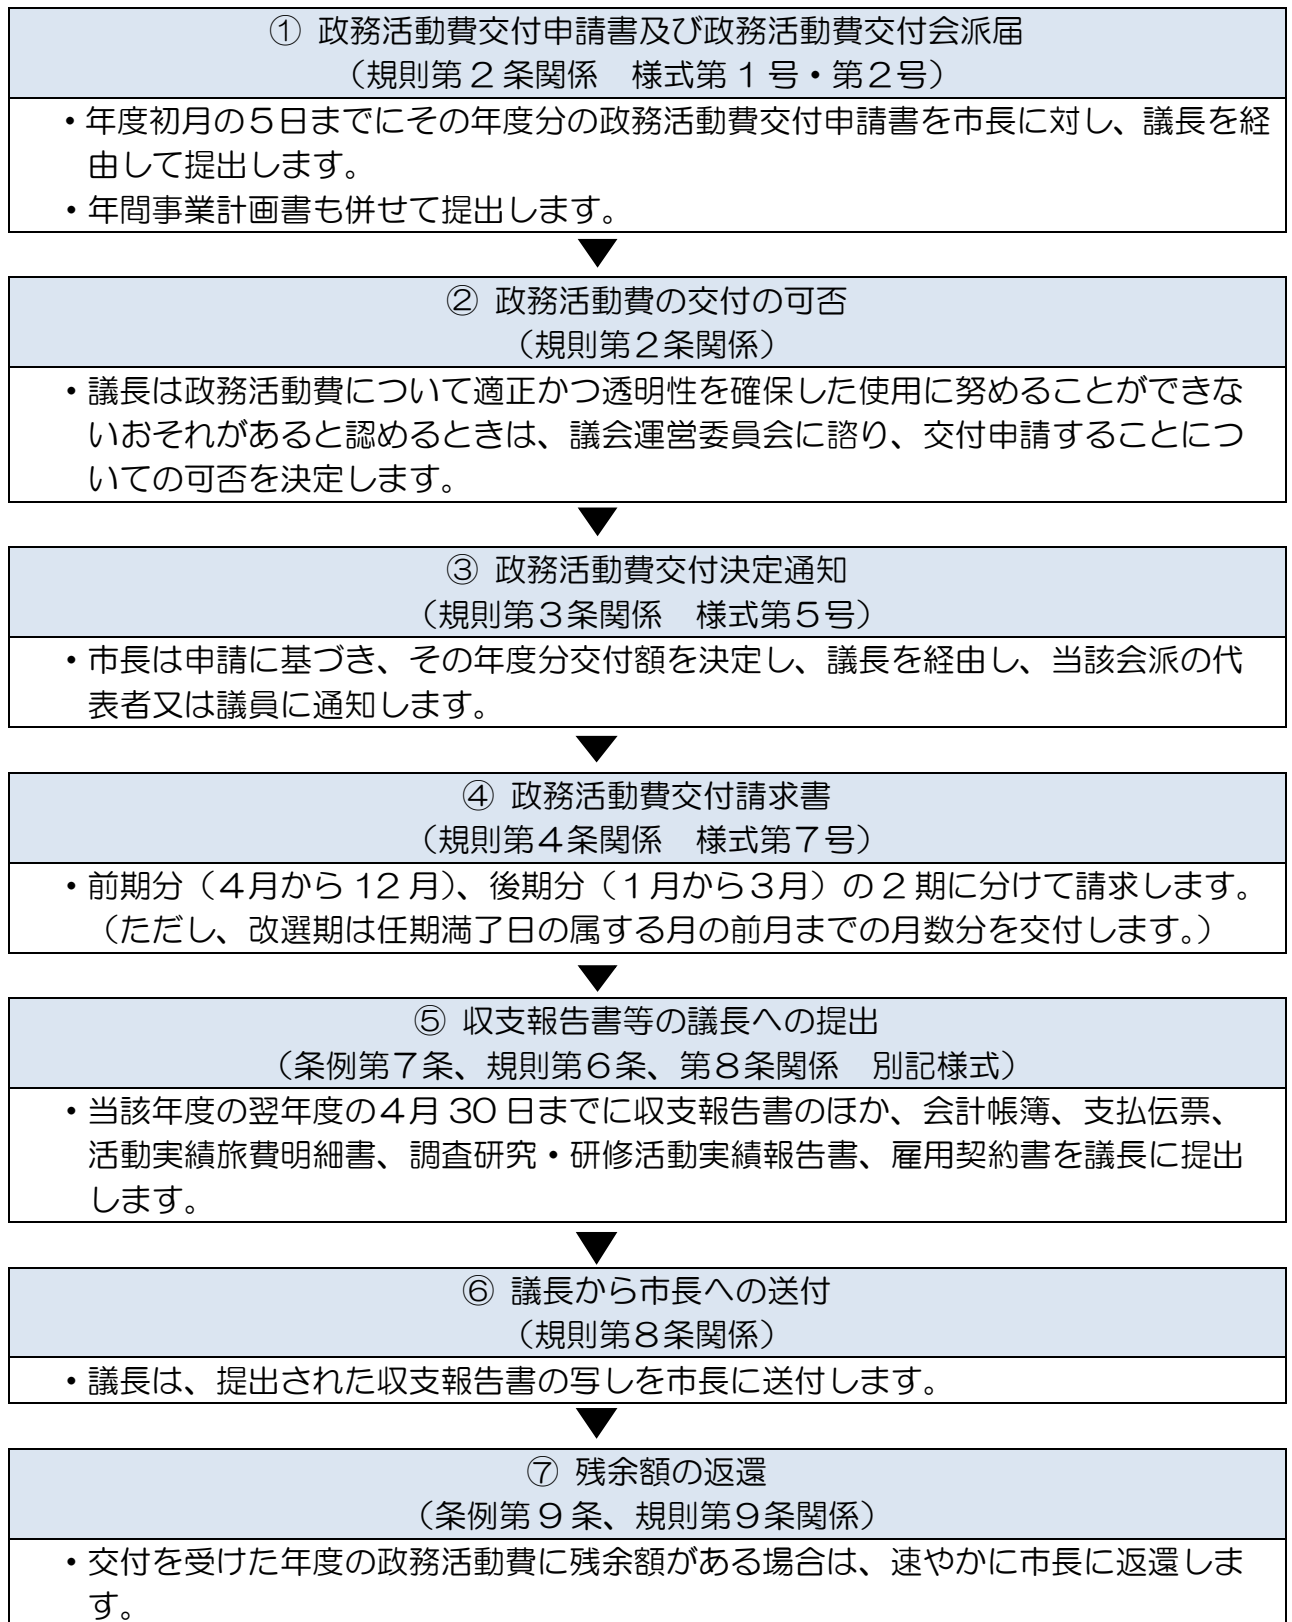 ① 政務活動費交付申請書及び政務活動費交付会派届
（規則第２条関係　様式第１号・第２号）
・年度初月の５日までにその年度分の政務活動費交付申請書を市長に対し、議長を経
由して提出します。
・年間事業計画書も併せて提出します。
▼
② 政務活動費の交付の可否
（規則第２条関係）
・議長は政務活動費について適正かつ透明性を確保した使用に努めることができな
いおそれがあると認めるときは、議会運営委員会に諮り、交付申請することにつ
いての可否を決定します。
▼
③ 政務活動費交付決定通知
（規則第３条関係　様式第５号）
・市長は申請に基づき、その年度分交付額を決定し、議長を経由し、当該会派の代
表者又は議員に通知します。
▼
④ 政務活動費交付請求書
（規則第４条関係　様式第７号）
・前期分（４月から 12 月）、後期分（１月から３月）の２期に分けて請求します。
（ただし、改選期は任期満了日の属する月の前月までの月数分を交付します。）
▼
⑤ 収支報告書等の議長への提出
（条例第７条、規則第６条、第８条関係　別記様式）
・当該年度の翌年度の４月 30 日までに収支報告書のほか、会計帳簿、支払伝票、
活動実績旅費明細書、調査研究・研修活動実績報告書、雇用契約書を議長に提出
します。
▼
⑥ 議長から市長への送付
（規則第８条関係）
・議長は、提出された収支報告書の写しを市長に送付します。
▼
⑦ 残余額の返還
（条例第９条、規則第９条関係）
・交付を受けた年度の政務活動費に残余額がある場合は、速やかに市長に返還しま
す。